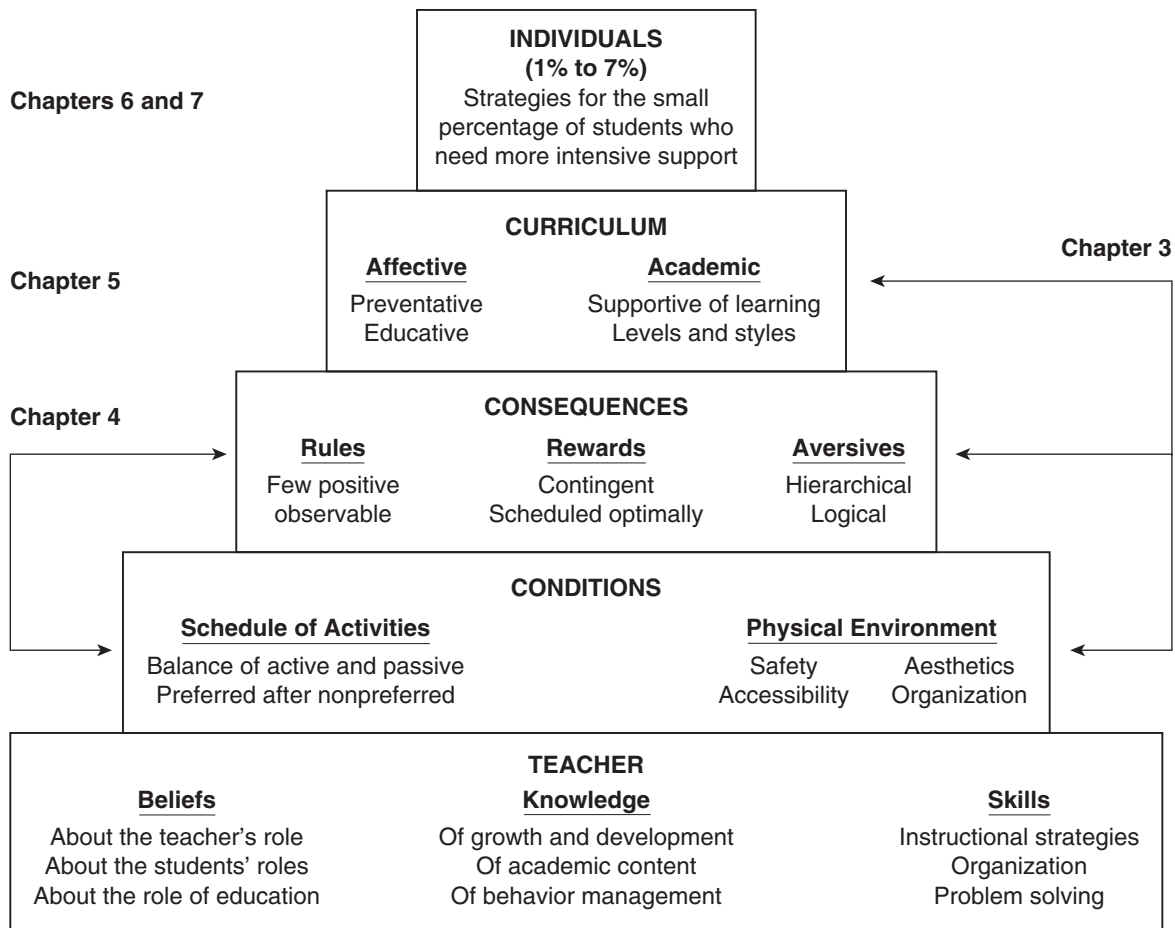 INDIVIDUALS
(1% to 7%)
Strategies for the small
percentage of students who
need more intensive support
Chapters 6 and 7
CURRICULUM
Affective
Preventative
Educative
Academic
Supportive of learning
Levels and styles
Chapter 5
Chapter 3
CONSEQUENCES
Rules
Few positive
observable
Rewards
Contingent
Scheduled optimally
Aversives
Hierarchical
Logical
Chapter 4
CONDITIONS
Schedule of Activities
Balance of active and passive
Preferred after nonpreferred
Physical Environment
Safety
Accessibility
Aesthetics
Organization
TEACHER
Beliefs
About the teacher's role
About the students' roles
About the role of education
Knowledge
Of growth and development
Of academic content
Of behavior management
Skills
Instructional strategies
Organization
Problem solving